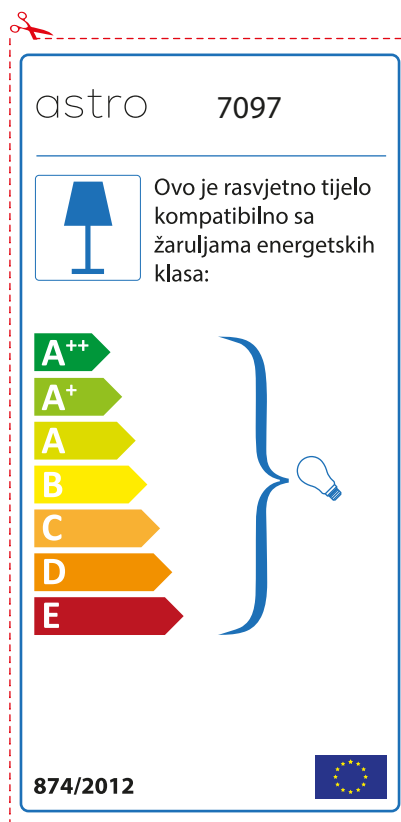 astro 7097
Ovo je rasvjetno tijelo
kompatibilno sa
žaruljama energetskih
klasa:
A++
A+
A
B
C
D
E
874/2012